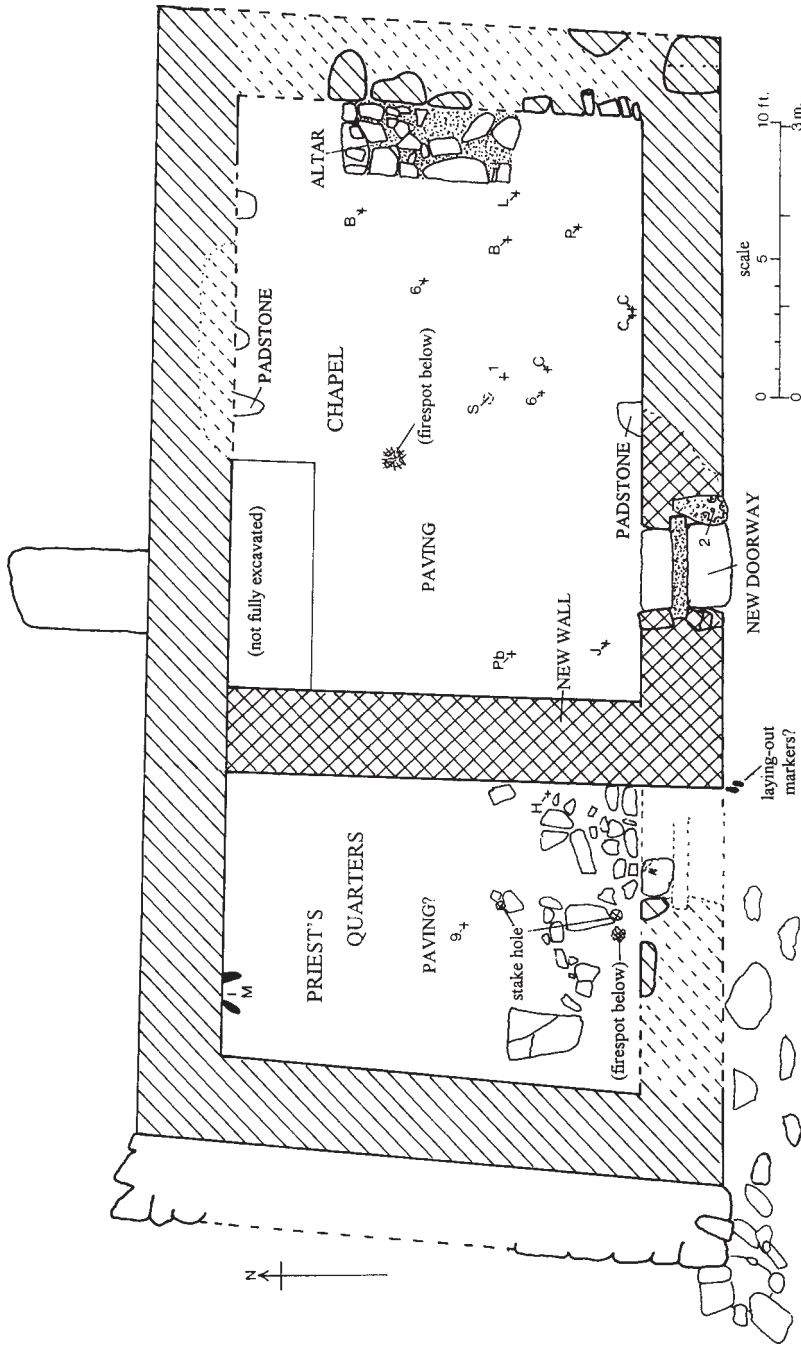 N
(not fully excavated)
PADSTONE
ALTAR
CHAPEL
PRIEST'S
QUARTERS
PAVING?
PAVING
(firespot below)
I
M
B
6
L
B
S
1
C
6
C
C
Pb
J
9
H
stake hole
(firespot below)
NEW WALL
PADSTONE
2
NEW DOORWAY
laying-out
markers?
scale
0 5 10 ft.
0 3 m.